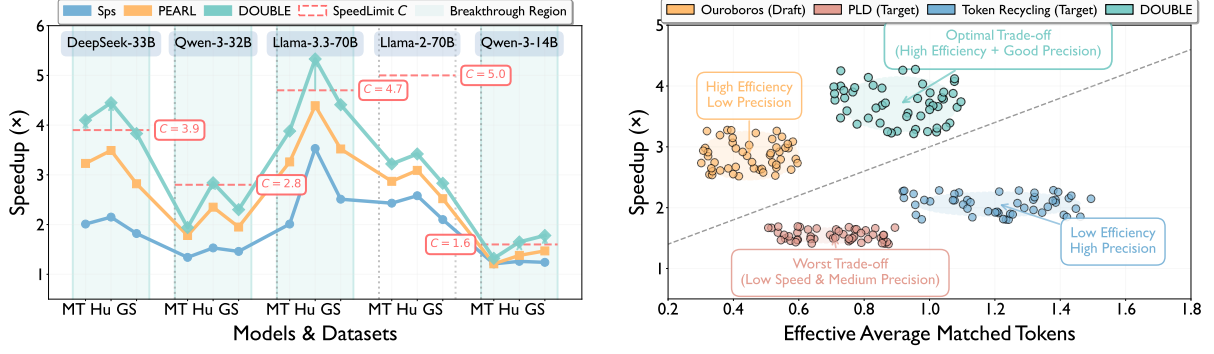 Sps PEARL DOUBLE SpeedLimit C Breakthrough Region
DeepSeek-33B Qwen-3-32B Llama-3.3-70B Llama-2-70B Qwen-3-14B
6
5
4
3
2
1
Speedup (×)
C = 3.9
C = 2.8
C = 4.7
C = 5.0
C = 1.6
MT Hu GS MT Hu GS MT Hu GS MT Hu GS MT Hu GS
Models & Datasets
Ouroboros (Draft) PLD (Target) Token Recycling (Target) DOUBLE
5
4
3
2
1
Speedup (×)
Optimal Trade-off
(High Efficiency + Good Precision)
High Efficiency
Low Precision
Low Efficiency
High Precision
Worst Trade-off
(Low Speed & Medium Precision)
0.2 0.4 0.6 0.8 1.0 1.2 1.4 1.6 1.8
Effective Average Matched Tokens